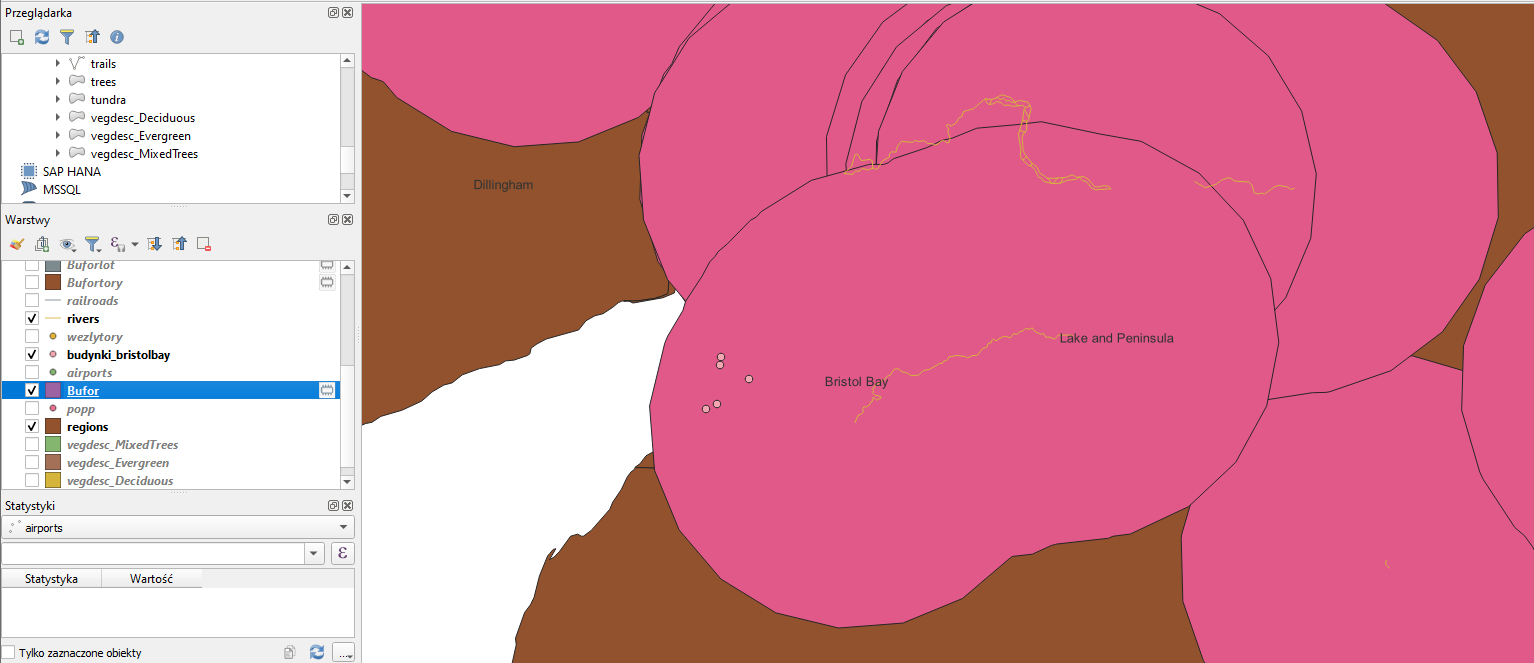 Przeglądarka
trails
trees
tundra
vegdesc_Deciduous
vegdesc_Evergreen
vegdesc_MixedTrees
SAP HANA
MSSQL
Warstwy
Buforlot
Bufortory
railroads
rivers
wezlytory
budynki_bristolbay
airports
Bufor
popp
regions
vegdesc_MixedTrees
vegdesc_Evergreen
vegdesc_Deciduous
Statystyki
airports
ε
Statystyka Wartość
Tylko zaznaczone obiekty
...
Dillingham
Lake and Peninsula
Bristol Bay